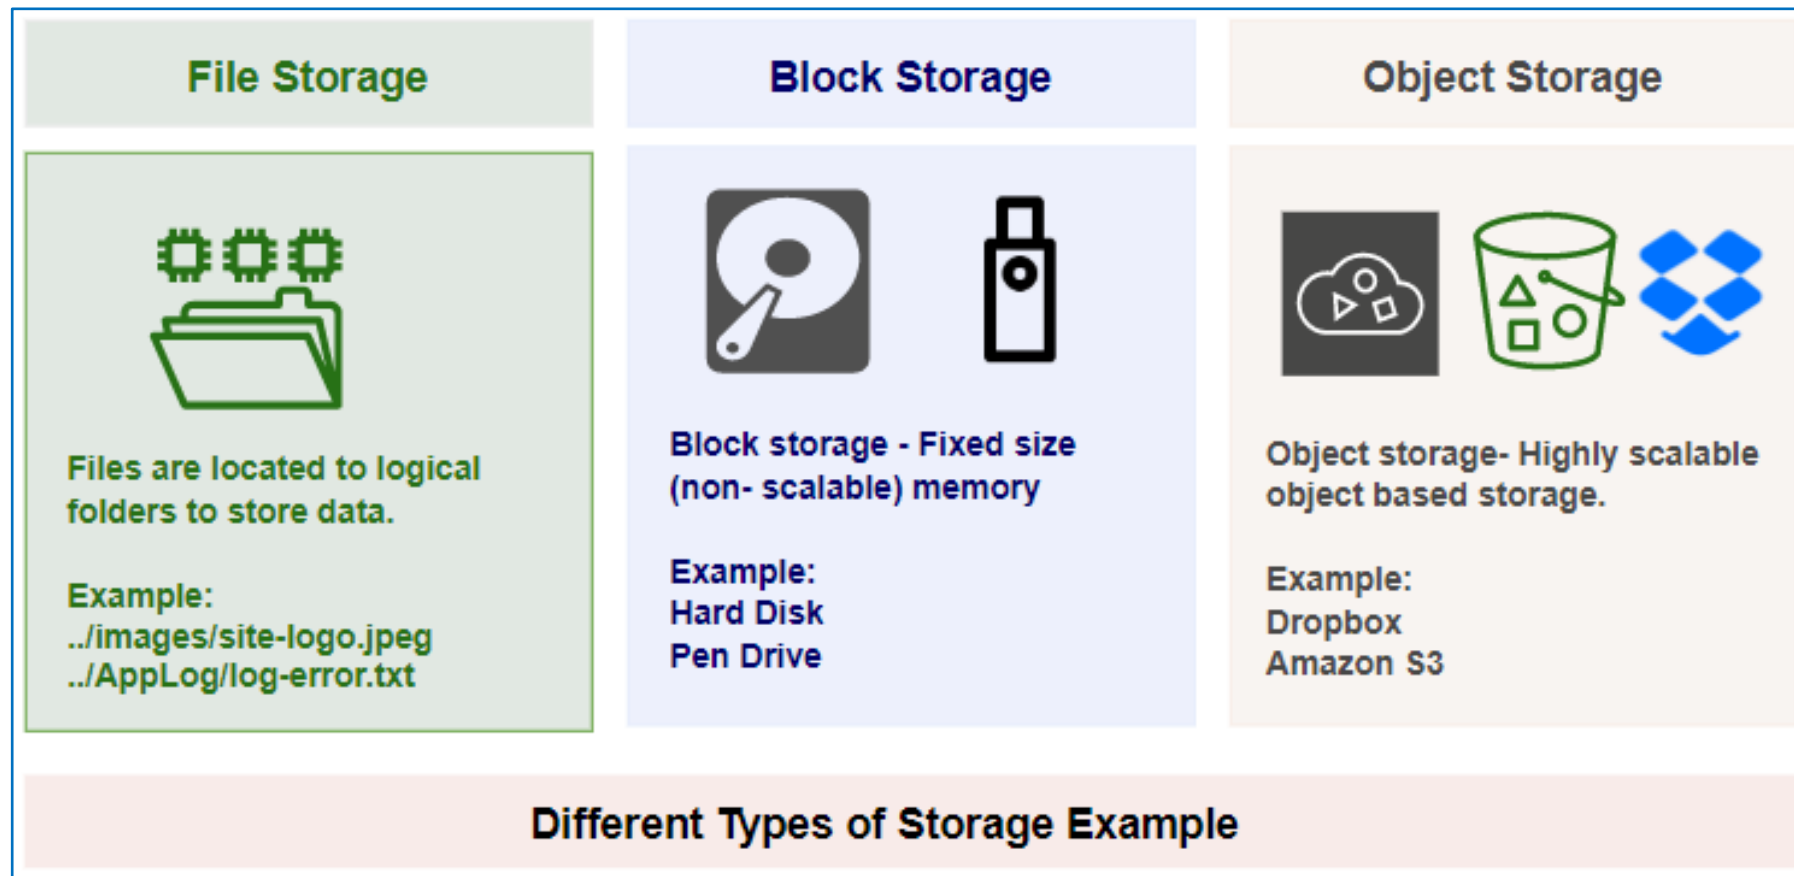 File Storage
Block Storage
Object Storage
Files are located to logical
folders to store data.
Example:
../images/site-logo.jpeg
../AppLog/log-error.txt
Block storage - Fixed size
(non- scalable) memory
Example:
Hard Disk
Pen Drive
Object storage- Highly scalable
object based storage.
Example:
Dropbox
Amazon S3
Different Types of Storage Example